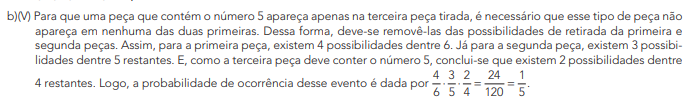 b)(V) Para que uma peça que contém o número 5 apareça apenas na terceira peça tirada, é necessário que esse tipo de peça não
apareça em nenhuma das duas primeiras. Dessa forma, deve-se removê-las das possibilidades de retirada da primeira e
segunda peças. Assim, para a primeira peça, existem 4 possibilidades dentre 6. Já para a segunda peça, existem 3 possibi-
lidades dentre 5 restantes. E, como a terceira peça deve conter o número 5, conclui-se que existem 2 possibilidades dentre
4 restantes. Logo, a probabilidade de ocorrência desse evento é dada por 4/6 · 3/5 · 2/4 = 24/120 = 1/5.